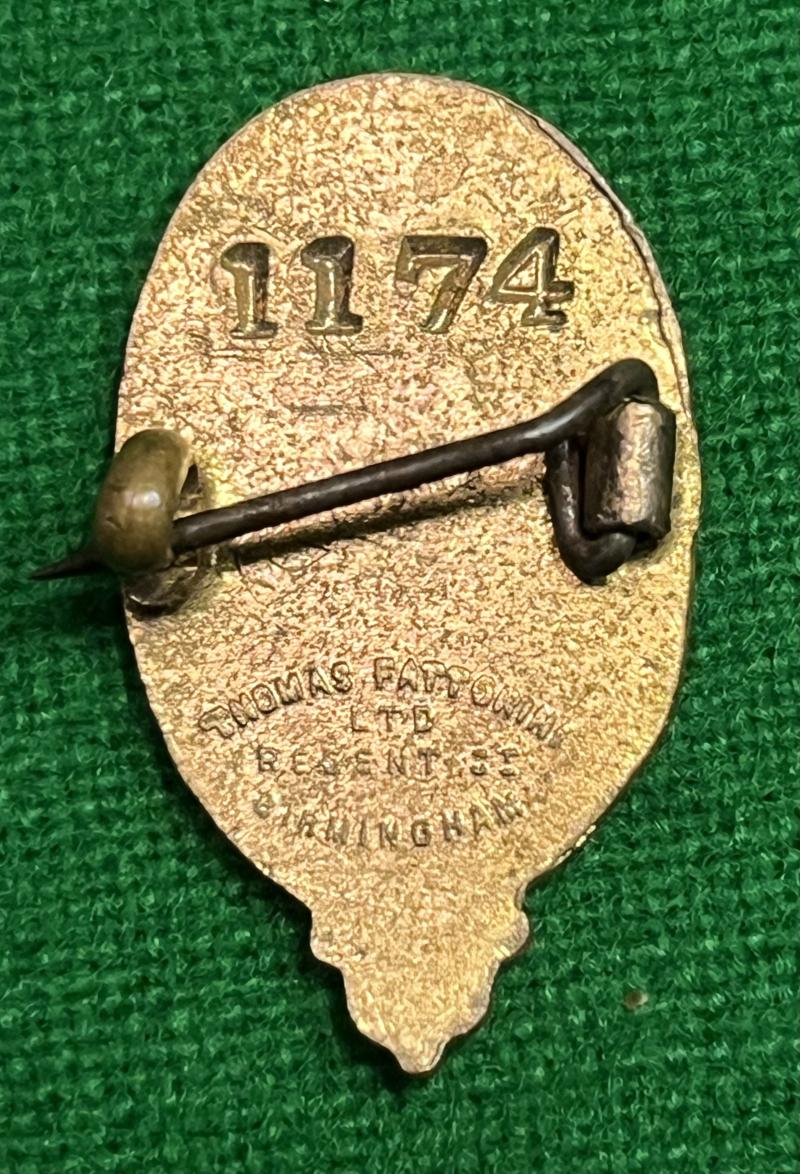 1174
THOMAS FATTORINI
LTD
REGENT ST
BIRMINGHAM